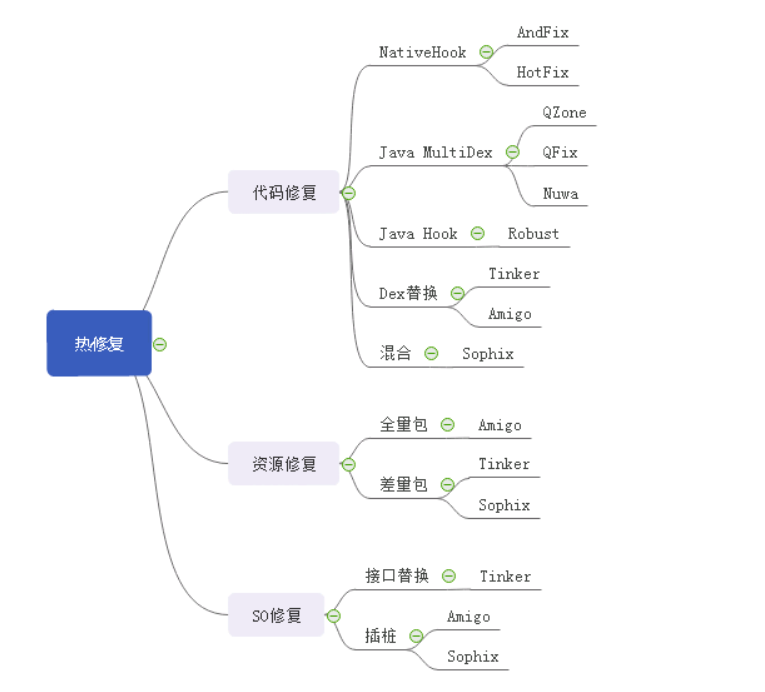 热修复
代码修复
NativeHook
AndFix
HotFix
Java MultiDex
QZone
QFix
Nuwa
Java Hook
Robust
Dex替换
Tinker
Amigo
混合
Sophix
资源修复
全量包
Amigo
差量包
Tinker
Sophix
SO修复
接口替换
Tinker
插桩
Amigo
Sophix